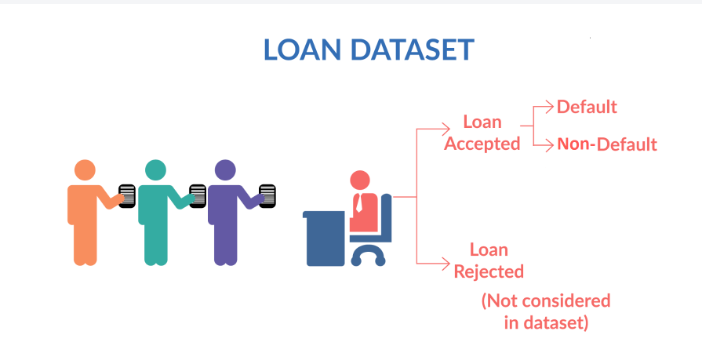 LOAN DATASET
Loan
Accepted
Default
Non-Default
Loan
Rejected
(Not considered
in dataset)